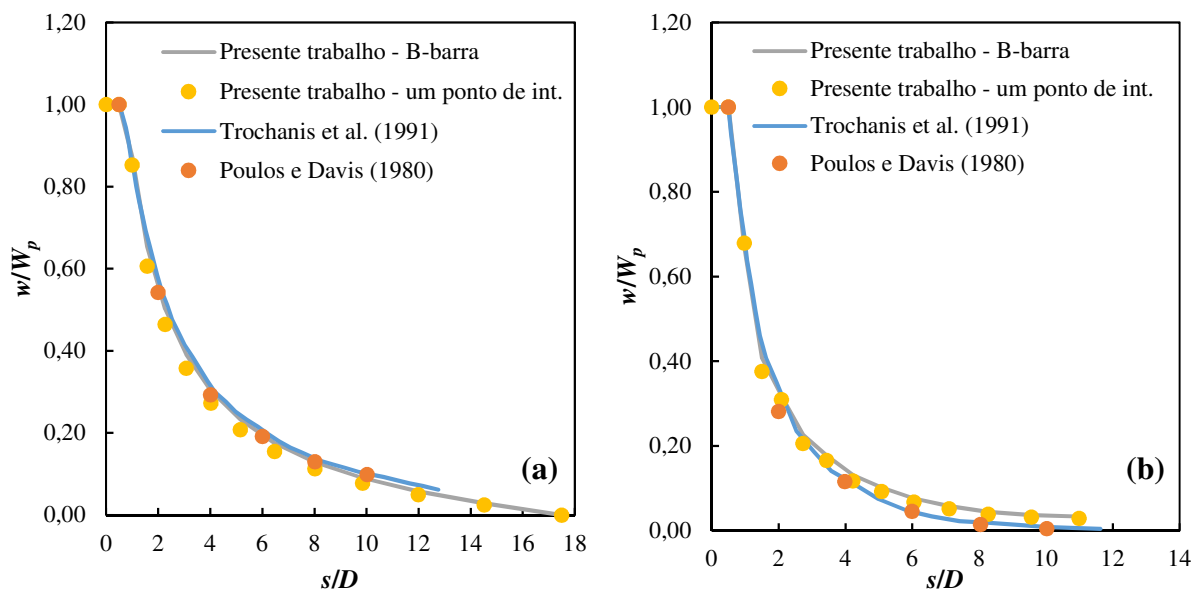 1,20
1,00
0,80
0,60
0,40
0,20
0,00
0 2 4 6 8 10 12 14 16 18
w/Wp
s/D
Presente trabalho - B-barra
Presente trabalho - um ponto de int.
Trochanis et al. (1991)
Poulos e Davis (1980)
(a)
1,20
1,00
0,80
0,60
0,40
0,20
0,00
0 2 4 6 8 10 12 14
w/Wp
s/D
Presente trabalho - B-barra
Presente trabalho - um ponto de int.
Trochanis et al. (1991)
Poulos e Davis (1980)
(b)